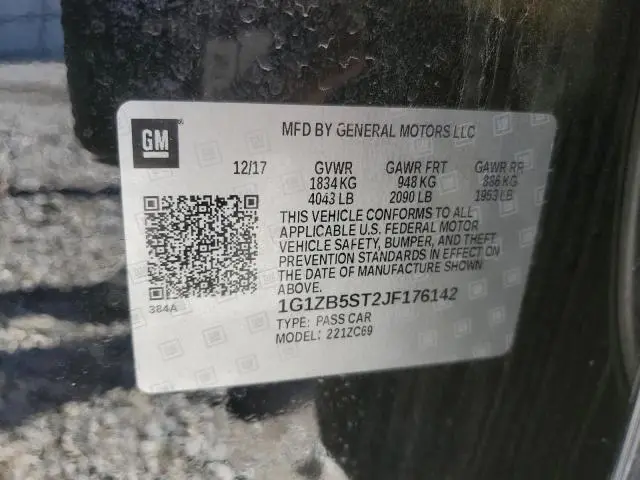 GM
MFD BY GENERAL MOTORS LLC
12/17 GVWR GAWR FRT GAWR RR
1834 KG 948 KG 886 KG
4043 LB 2090 LB 1953 LB
THIS VEHICLE CONFORMS TO ALL
APPLICABLE U.S. FEDERAL MOTOR
VEHICLE SAFETY, BUMPER, AND THEFT
PREVENTION STANDARDS IN EFFECT ON
THE DATE OF MANUFACTURE SHOWN
ABOVE.
384A
1G1ZB5ST2JF176142
TYPE: PASS CAR
MODEL: 221ZC69